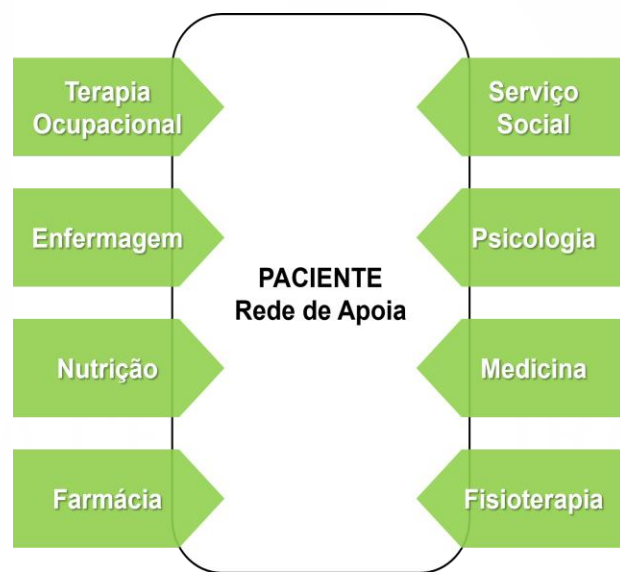 Terapia
Ocupacional
Serviço
Social
Enfermagem
Psicologia
PACIENTE
Rede de Apoia
Nutrição
Medicina
Farmácia
Fisioterapia